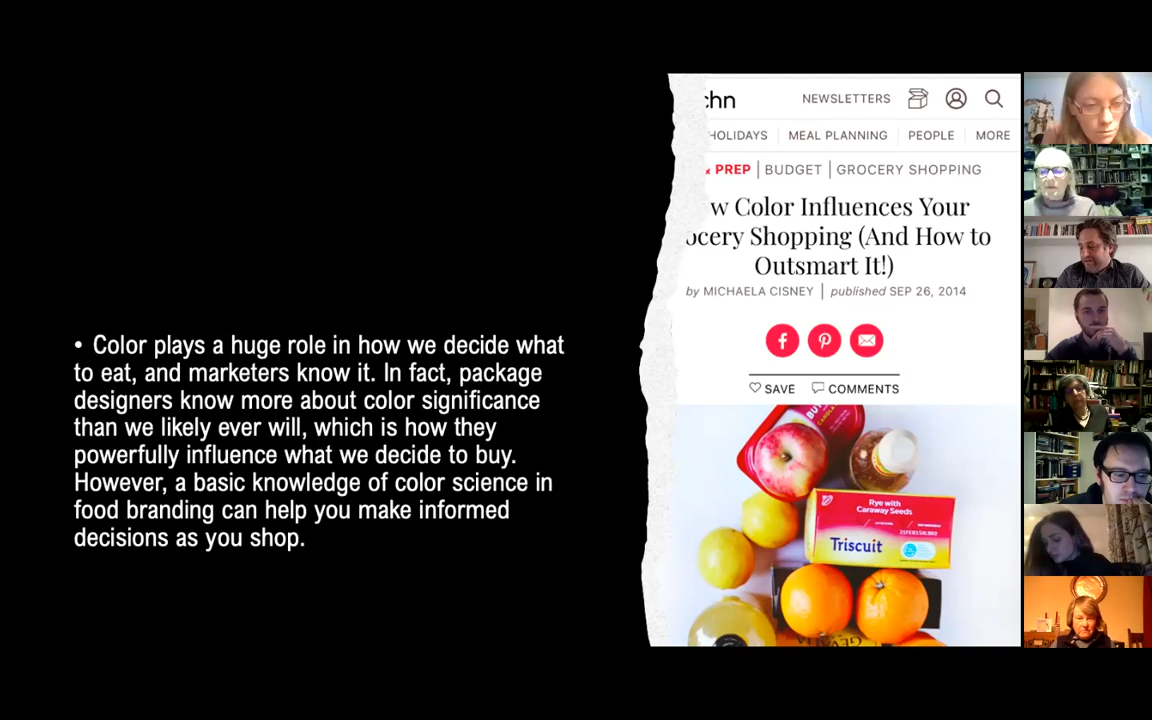 • Color plays a huge role in how we decide what
to eat, and marketers know it. In fact, package
designers know more about color significance
than we likely ever will, which is how they
powerfully influence what we decide to buy.
However, a basic knowledge of color science in
food branding can help you make informed
decisions as you shop.
chn
NEWSLETTERS
HOLIDAYS MEAL PLANNING PEOPLE MORE
& PREP | BUDGET | GROCERY SHOPPING
w Color Influences Your
ocery Shopping (And How to
Outsmart It!)
by MICHAELA CISNEY | published SEP 26, 2014
SAVE COMMENTS
Rye with
Caraway Seeds
Triscuit
GEVALIA